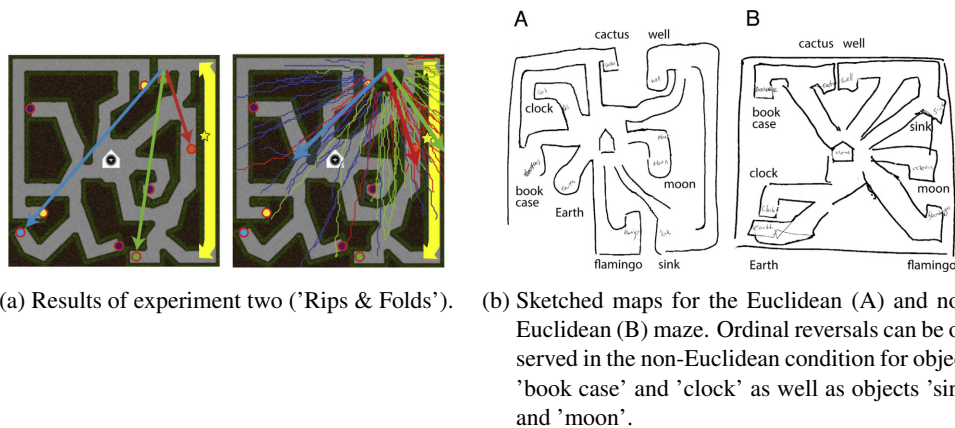 A
B
cactus well
cactus well
clock
book
case
sink
book
case
moon
clock
moon
Earth
flamingo sink
Earth
flamingo
(a) Results of experiment two ('Rips & Folds').
(b) Sketched maps for the Euclidean (A) and no
Euclidean (B) maze. Ordinal reversals can be o
served in the non-Euclidean condition for objec
'book case' and 'clock' as well as objects 'sin
and 'moon'.